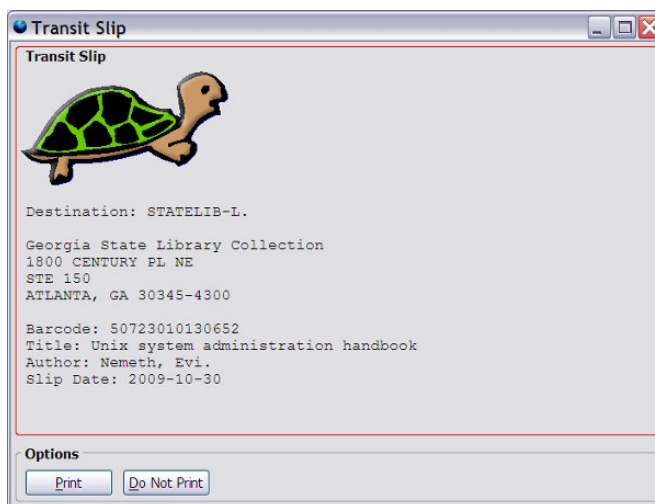 Transit Slip
Transit Slip
Destination: STATELIB-L.
Georgia State Library Collection
1800 CENTURY PL NE
STE 150
ATLANTA, GA 30345-4300
Barcode: 50723010130652
Title: Unix system administration handbook
Author: Nemeth, Evi.
Slip Date: 2009-10-30
Options
Print Do Not Print